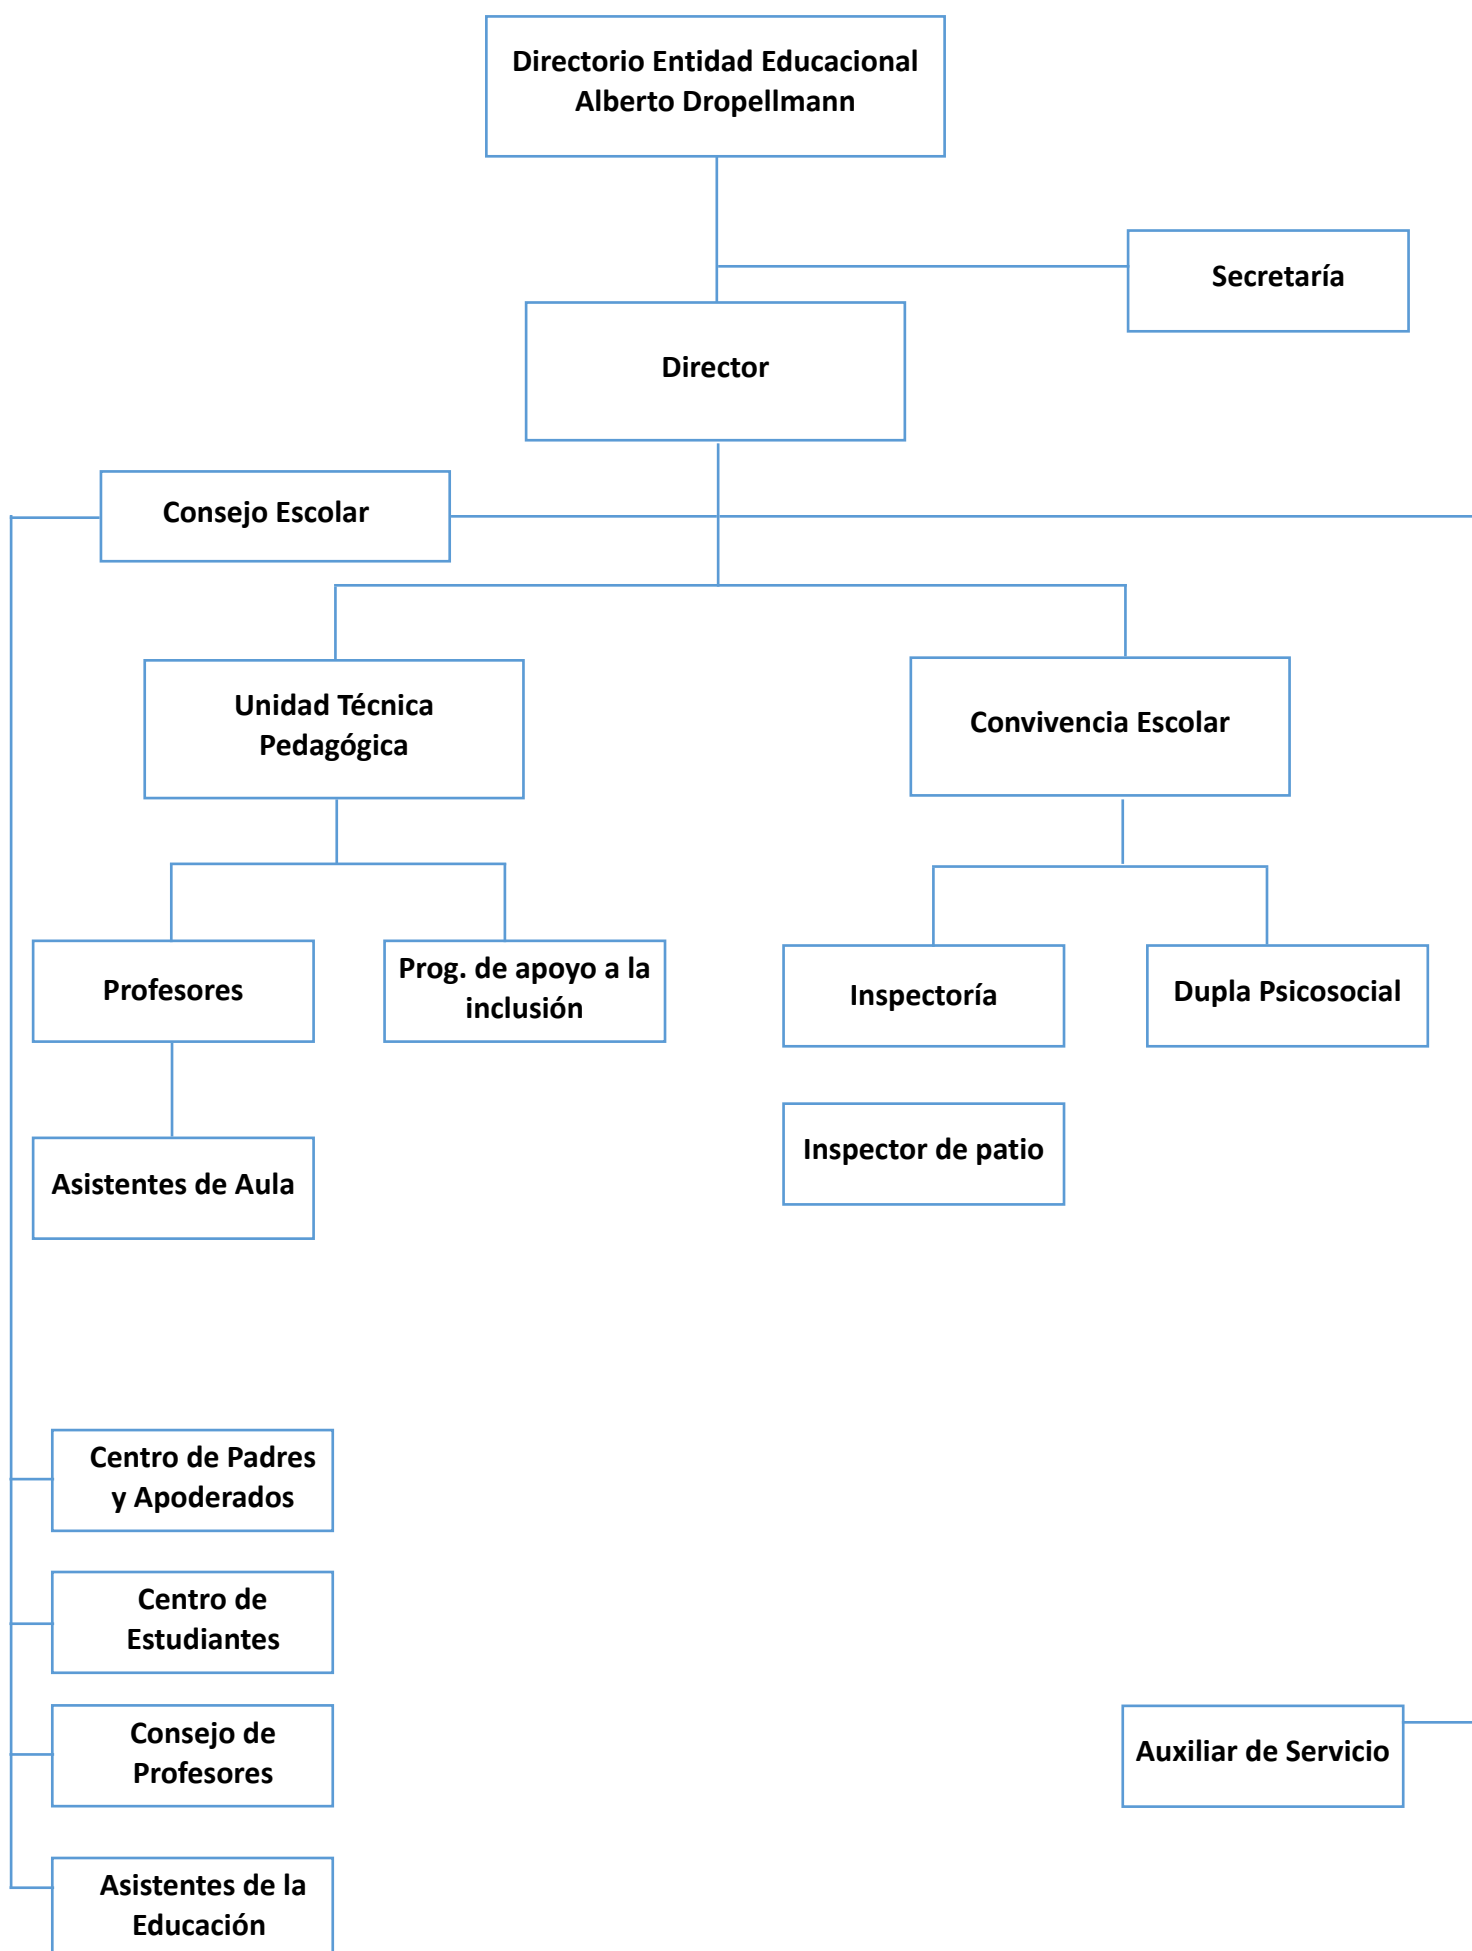 Directorio Entidad Educacional
Alberto Dropellmann
Secretaría
Director
Consejo Escolar
Unidad Técnica
Pedagógica
Convivencia Escolar
Profesores
Prog. de apoyo a la
inclusión
Inspectoría
Dupla Psicosocial
Inspector de patio
Asistentes de Aula
Centro de Padres
y Apoderados
Centro de
Estudiantes
Consejo de
Profesores
Auxiliar de Servicio
Asistentes de la
Educación